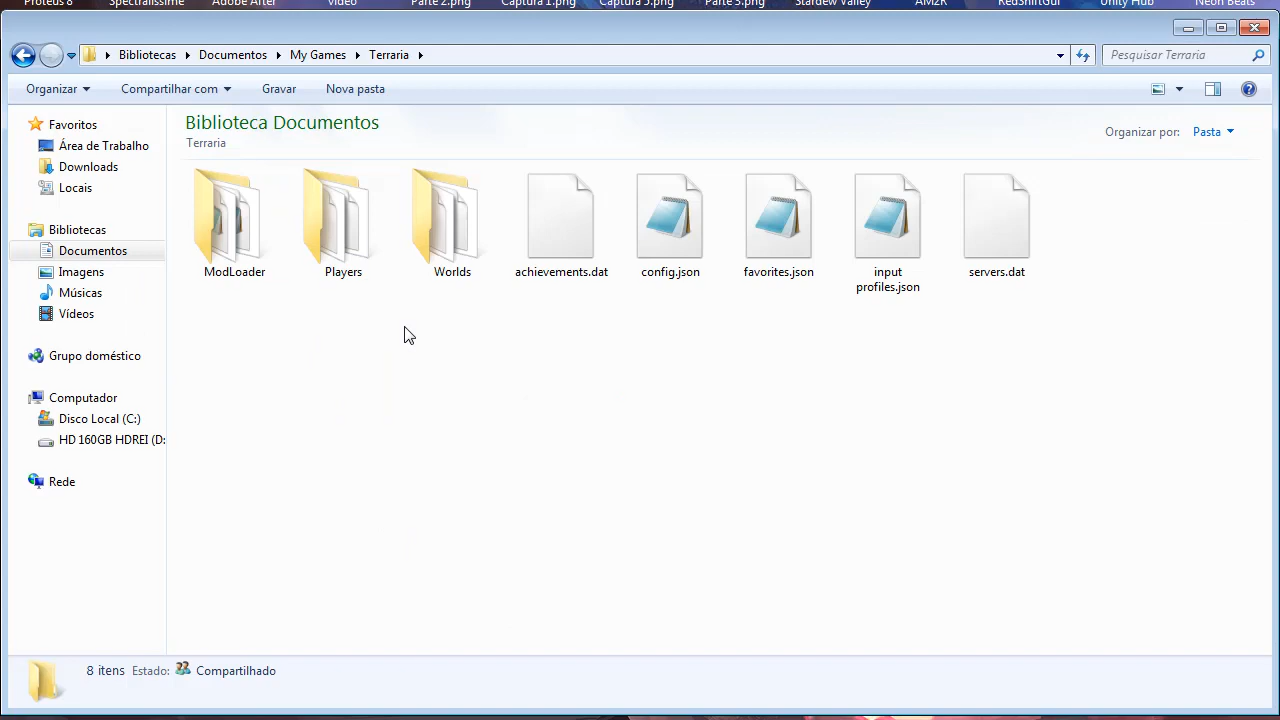 Proteus 8 Spectralissime Adobe After video Parte 2.png Captura 1.png Captura 5.png Parte 3.png Stardew Valley AM2R RedShiftGui Unity Hub Neon Beats
Bibliotecas Documentos My Games Terraria
Pesquisar Terraria
Organizar Compartilhar com Gravar Nova pasta
Favoritos
Área de Trabalho
Downloads
Locais
Bibliotecas
Documentos
Imagens
Músicas
Vídeos
Grupo doméstico
Computador
Disco Local (C:)
HD 160GB HDREI (D:
Rede
Biblioteca Documentos
Terraria
Organizar por: Pasta
ModLoader
Players
Worlds
achievements.dat
config.json
favorites.json
input
profiles.json
servers.dat
8 itens Estado: Compartilhado